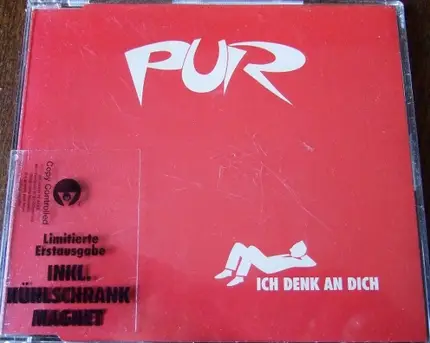 PUR
Copy Controlled
Limitierte
Erstausgabe
INKL.
KÜHLSCHRANK
MAGNET
ICH DENK AN DICH